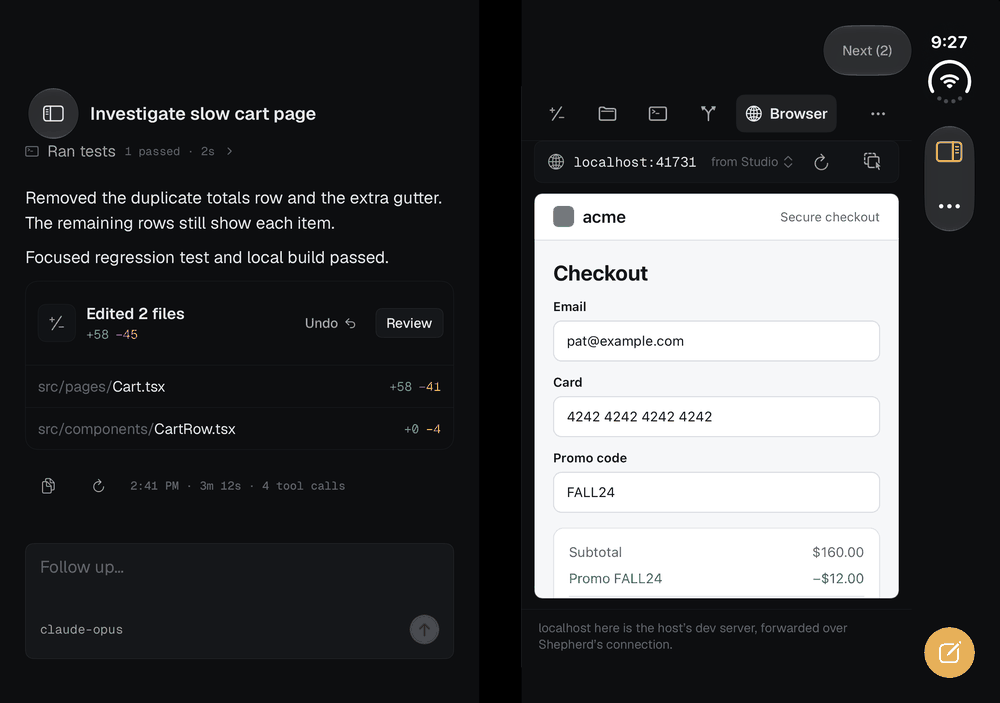 Investigate slow cart page
Ran tests 1 passed · 2s
Removed the duplicate totals row and the extra gutter.
The remaining rows still show each item.
Focused regression test and local build passed.
Edited 2 files
+58 −45
Undo
Review
src/pages/Cart.tsx +58 −41
src/components/CartRow.tsx +0 −4
2:41 PM · 3m 12s · 4 tool calls
Follow up…
claude-opus
Next (2)
9:27
Browser
localhost:41731 from Studio
acme Secure checkout
Checkout
Email
pat@example.com
Card
4242 4242 4242 4242
Promo code
FALL24
Subtotal $160.00
Promo FALL24 −$12.00
localhost here is the host's dev server, forwarded over
Shepherd's connection.